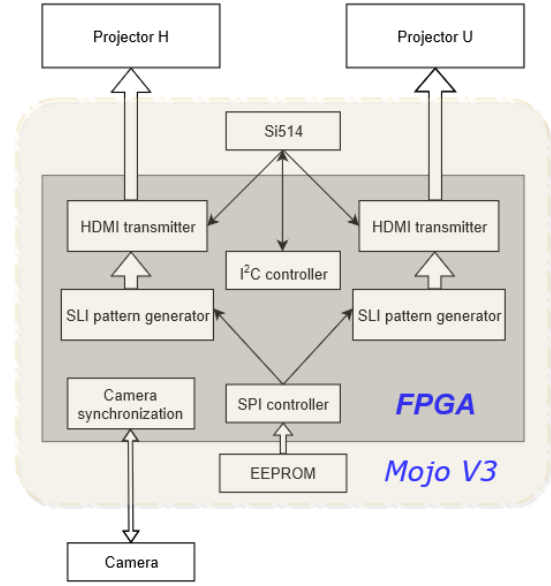 Projector H
Projector U
Si514
HDMI transmitter
HDMI transmitter
I²C controller
SLI pattern generator
SLI pattern generator
Camera
synchronization
SPI controller
FPGA
EEPROM
Mojo V3
Camera